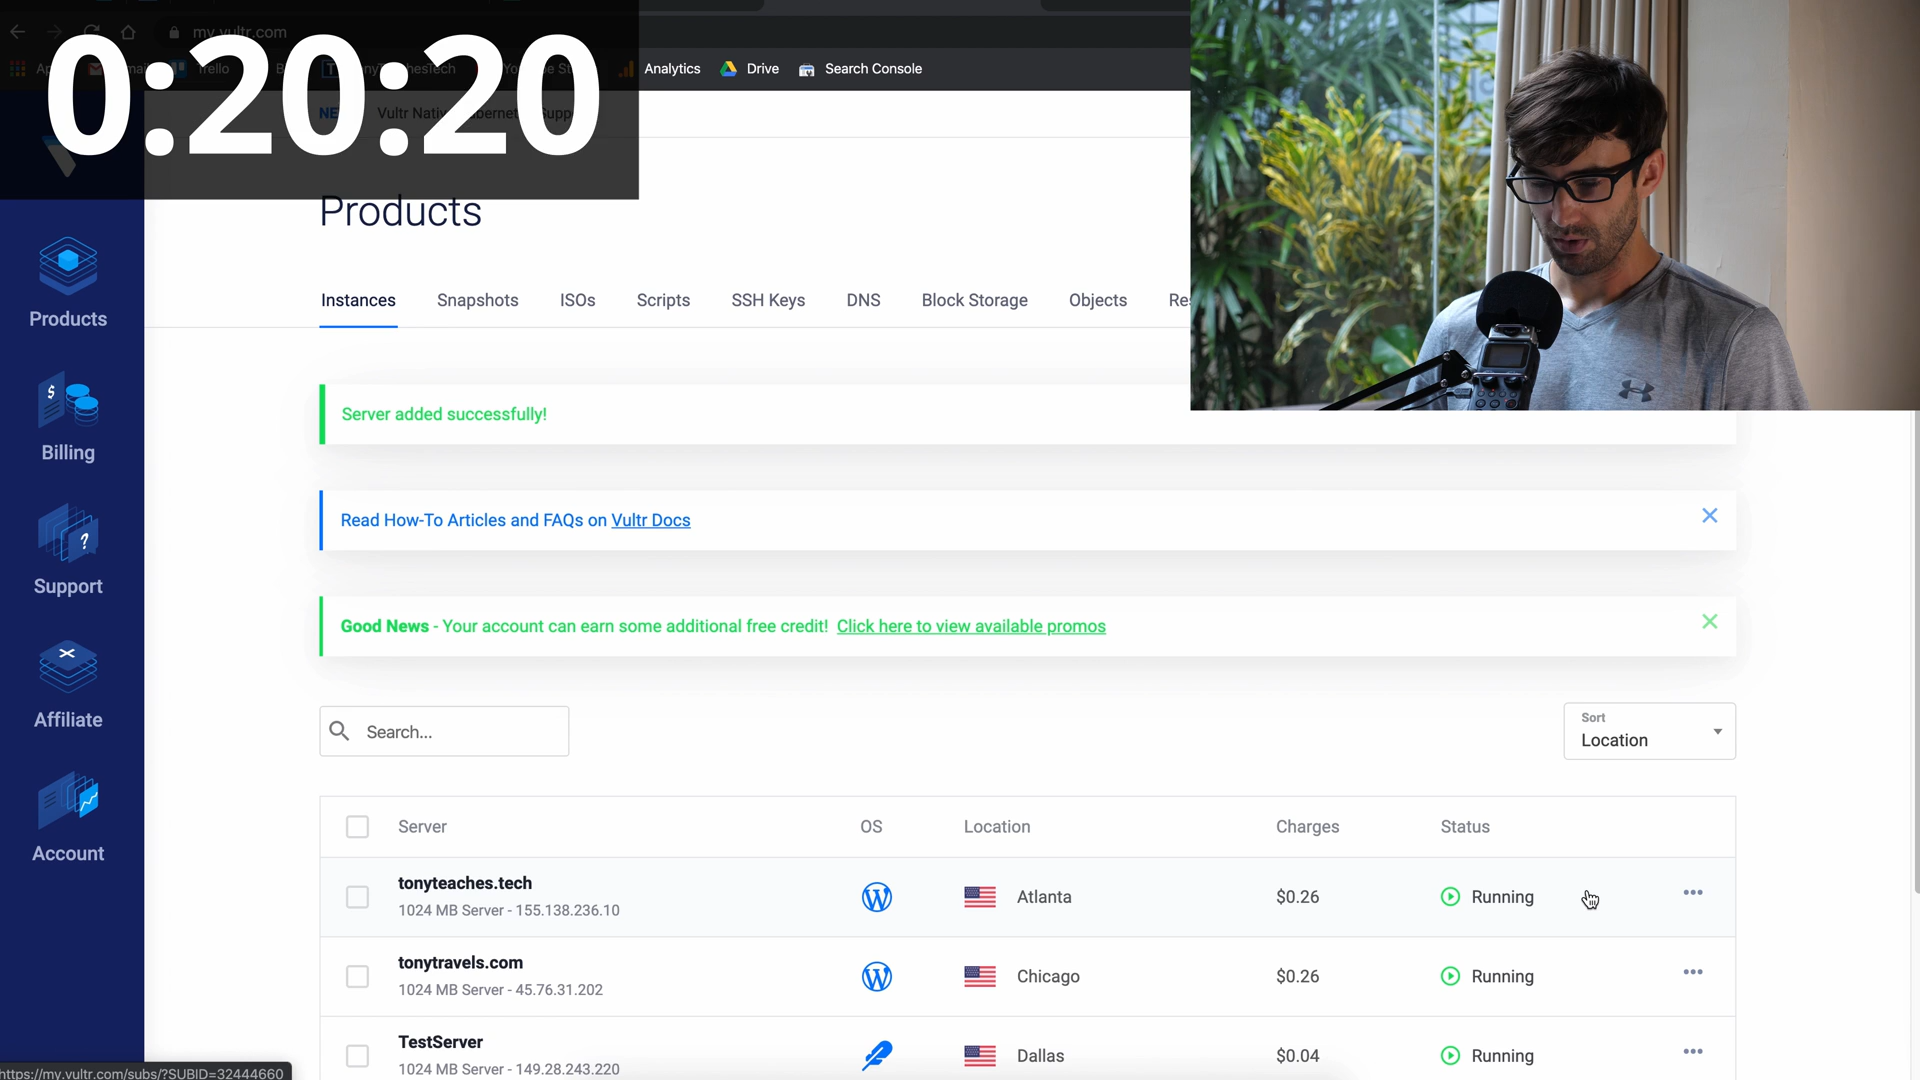 0:20:20
my.vultr.com
Trello
Analytics
Drive
Search Console
Vultr
Products
Instances
Snapshots
ISOs
Scripts
SSH Keys
DNS
Block Storage
Objects
Server added successfully!
Read How-To Articles and FAQs on Vultr Docs
Good News - Your account can earn some additional free credit! Click here to view available promos
Products
Billing
Support
Affiliate
Account
Search...
Sort
Location
Server
OS
Location
Charges
Status
tonyteaches.tech
1024 MB Server - 155.138.236.10
Atlanta
$0.26
Running
tonytravels.com
1024 MB Server - 45.76.31.202
Chicago
$0.26
Running
TestServer
1024 MB Server - 149.28.243.220
Dallas
$0.04
Running
https://my.vultr.com/subs/?SUBID=32444660